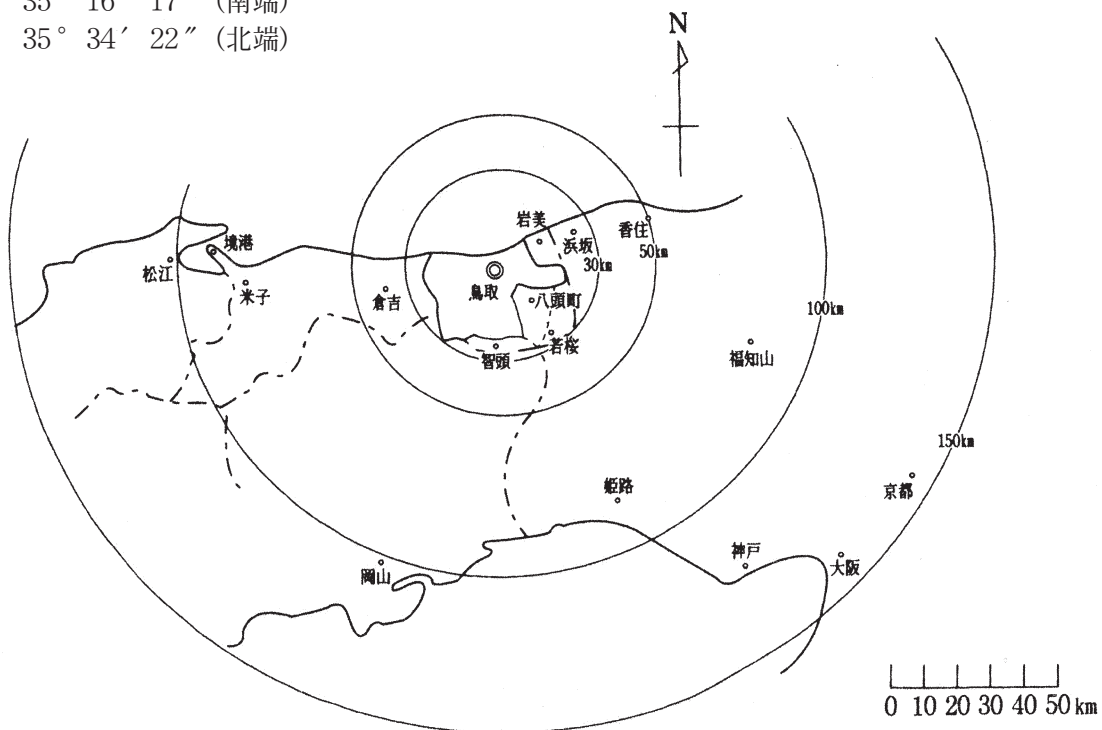 35° 16′ 17″ (南端)
35° 34′ 22″ (北端)
N
岩美
浜坂
香住
30km
50km
境港
松江
米子
倉吉
鳥取
八頭町
若桜
智頭
100km
福知山
150km
京都
姫路
神戸
大阪
岡山
0 10 20 30 40 50 km